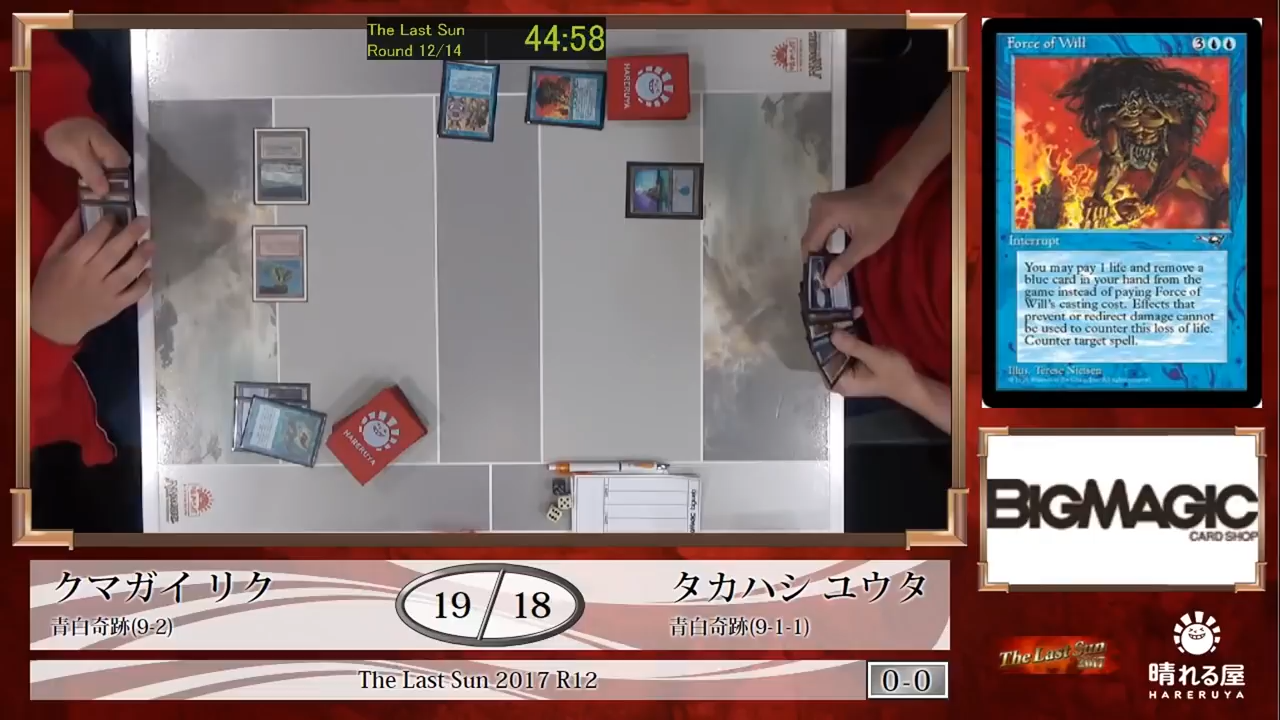 The Last Sun
Round 12/14
44:58
HARERUYA
HARERUYA
Force of Will
3
Interrupt
You may pay 1 life and remove a
blue card in your hand from the
game instead of paying Force of
Will's casting cost. Effects that
prevent or redirect damage cannot
be used to counter this loss of life.
Counter target spell.
Illus. Terese Nielsen
BIGMAGIC
CARD SHOP
クマガイ リク
青白奇跡(9-2)
19 / 18
タカハシ ユウタ
青白奇跡(9-1-1)
The Last Sun 2017 R12
0-0
The Last Sun
2017
晴れる屋
HARERUYA